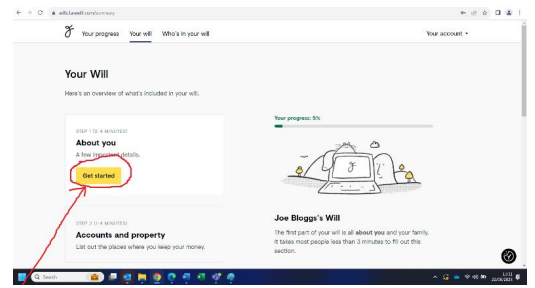 wills.farewill.com/summary
Your progress Your will Who's in your will Your account
Your Will
Here's an overview of what's included in your will.
STEP 1 (2-4 MINUTES)
About you
A few important details.
Get started
STEP 2 (2-4 MINUTES)
Accounts and property
List out the places where you keep your money.
Your progress: 5%
Joe Bloggs's Will
The first part of your will is all about you and your family.
It takes most people less than 3 minutes to fill out this
section.
Search